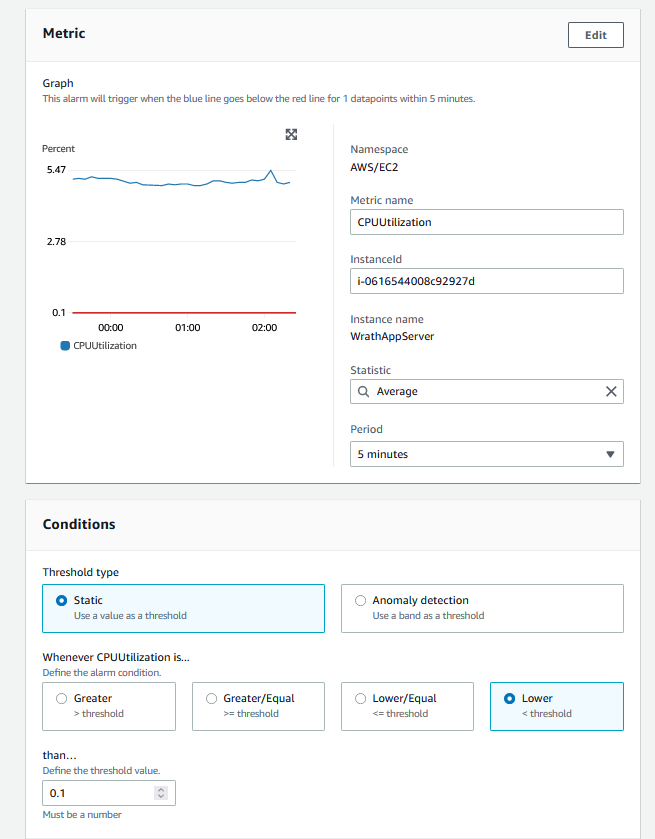 Metric
Edit
Graph
This alarm will trigger when the blue line goes below the red line for 1 datapoints within 5 minutes.
Percent
5.47
2.78
0.1
00:00 01:00 02:00
CPUUtilization
Namespace
AWS/EC2
Metric name
CPUUtilization
InstanceId
i-0616544008c92927d
Instance name
WrathAppServer
Statistic
Average
Period
5 minutes
Conditions
Threshold type
Static
Use a value as a threshold
Anomaly detection
Use a band as a threshold
Whenever CPUUtilization is...
Define the alarm condition.
Greater
> threshold
Greater/Equal
>= threshold
Lower/Equal
<= threshold
Lower
< threshold
than...
Define the threshold value.
0.1
Must be a number